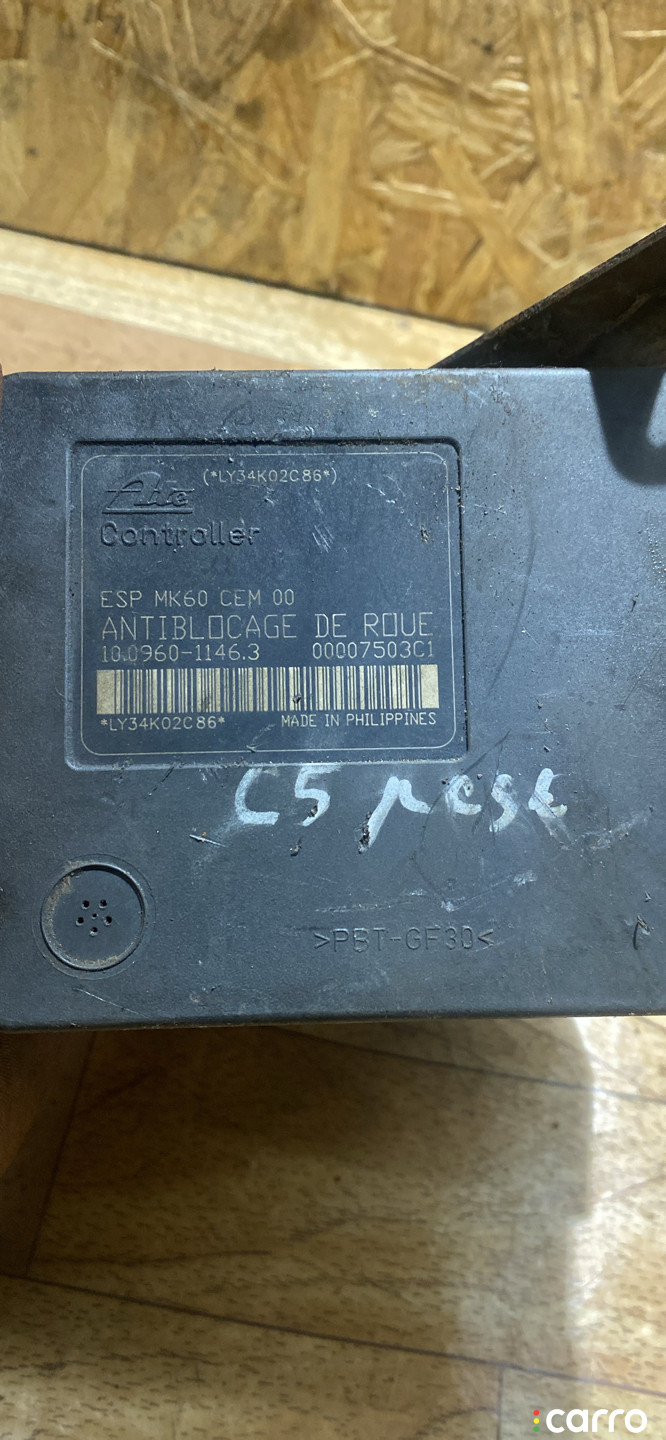 (*LY34K02C86*)
Ate
Controller
ESP MK60 CEM 00
ANTIBLOCAGE DE ROUE
10.0960-1146.3 00007503C1
*LY34K02C86* MADE IN PHILIPPINES
C5 рест
>PBT-GF30<
carro